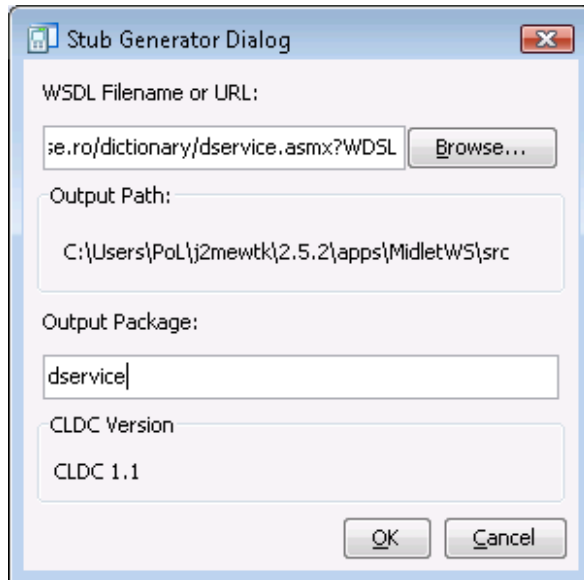 Stub Generator Dialog
WSDL Filename or URL:
se.ro/dictionary/dservice.asmx?WDSL
Browse...
Output Path:
C:\Users\PoL\j2mewtk\2.5.2\apps\MidletWS\src
Output Package:
dservice
CLDC Version
CLDC 1.1
OK
Cancel